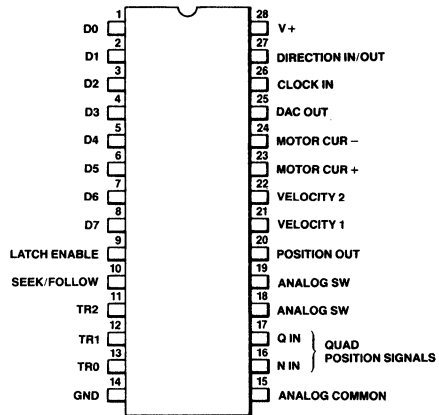 1 28
D0 V+
2 27
D1 DIRECTION IN/OUT
3 26
D2 CLOCK IN
4 25
D3 DAC OUT
5 24
D4 MOTOR CUR −
6 23
D5 MOTOR CUR +
7 22
D6 VELOCITY 2
8 21
D7 VELOCITY 1
9 20
LATCH ENABLE POSITION OUT
10 19
SEEK/FOLLOW ANALOG SW
11 18
TR2 ANALOG SW
12 17
TR1 Q IN
QUAD
POSITION SIGNALS
13 16
TR0 N IN
14 15
GND ANALOG COMMON